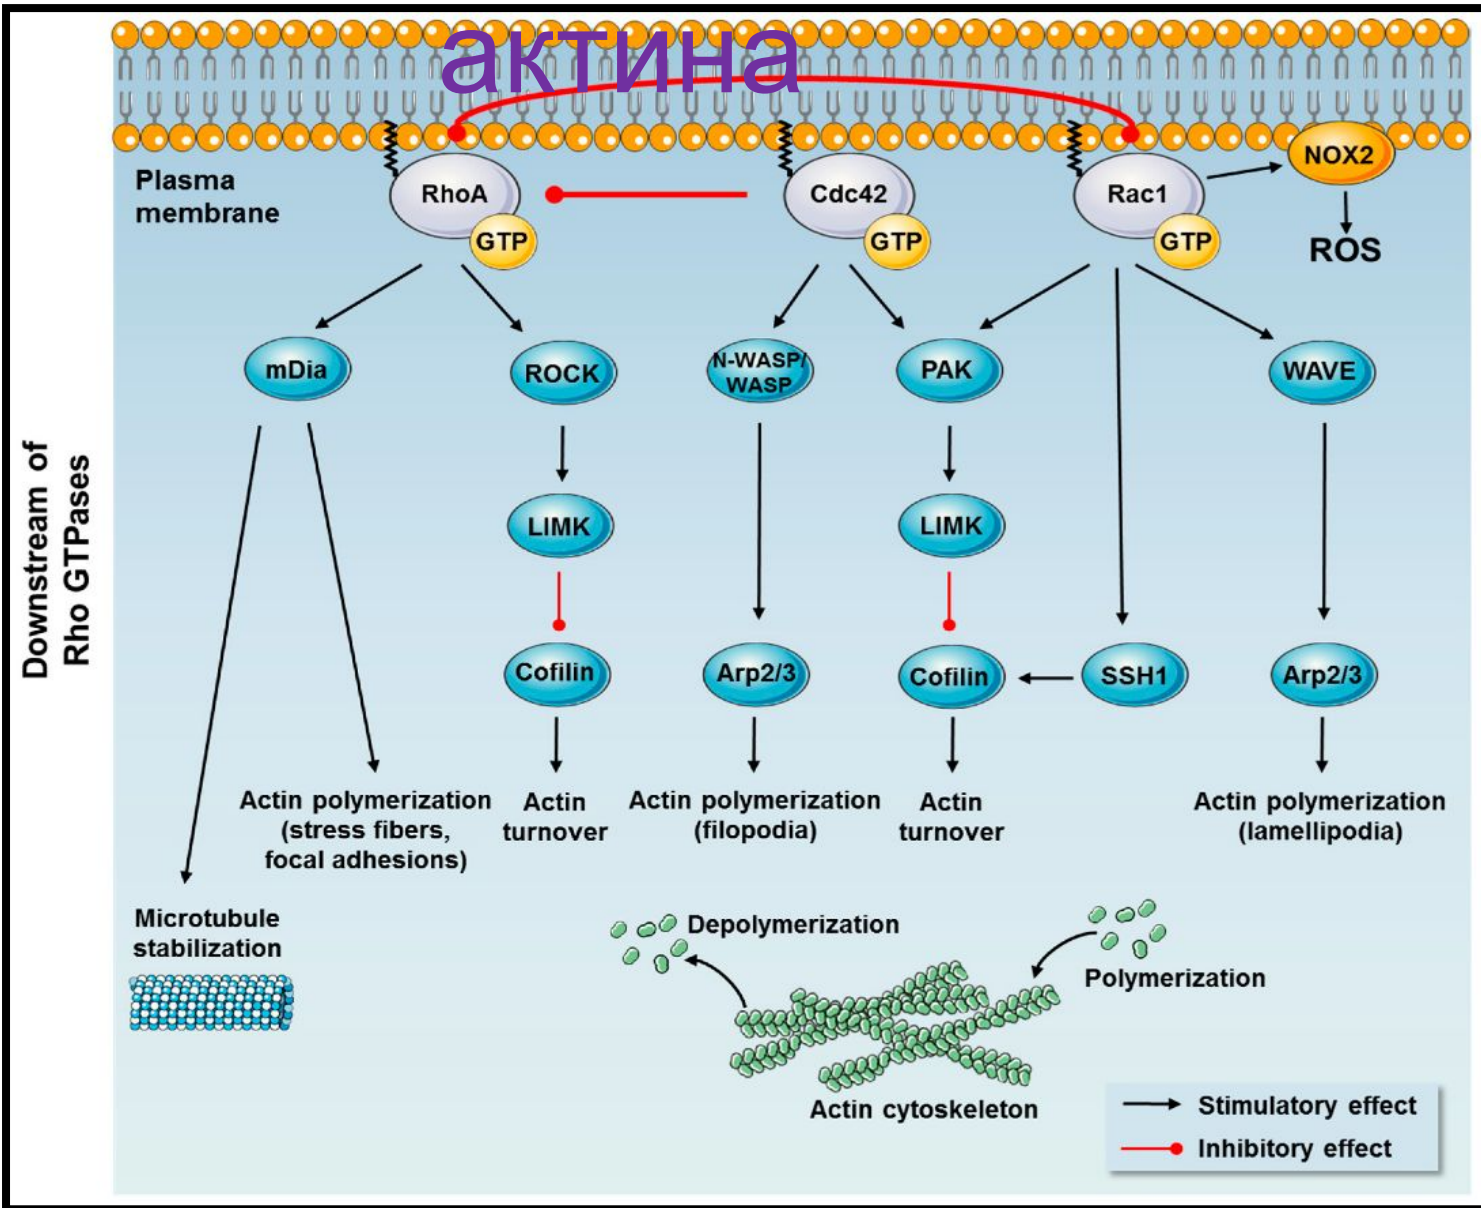 актина
Plasma
membrane
RhoA
GTP
Cdc42
GTP
Rac1
GTP
NOX2
ROS
Downstream of
Rho GTPases
mDia
ROCK
N-WASP/
WASP
PAK
WAVE
LIMK
LIMK
Cofilin
Arp2/3
Cofilin
SSH1
Arp2/3
Actin polymerization
(stress fibers,
focal adhesions)
Actin
turnover
Actin polymerization
(filopodia)
Actin
turnover
Actin polymerization
(lamellipodia)
Microtubule
stabilization
Depolymerization
Polymerization
Actin cytoskeleton
Stimulatory effect
Inhibitory effect